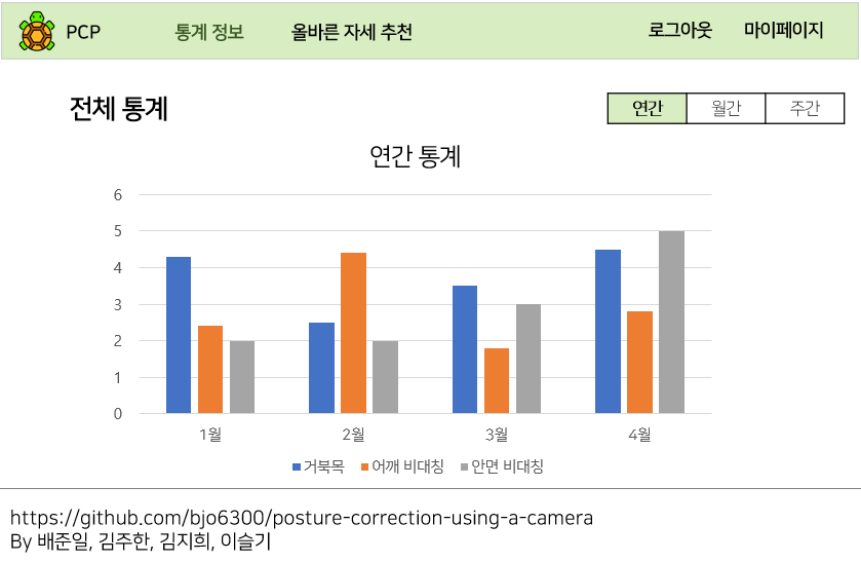 PCP 통계 정보 올바른 자세 추천 로그아웃 마이페이지
전체 통계 연간 월간 주간
연간 통계
6
5
4
3
2
1
0
1월 2월 3월 4월
거북목 어깨 비대칭 안면 비대칭
https://github.com/bjo6300/posture-correction-using-a-camera
By 배준일, 김주한, 김지희, 이슬기